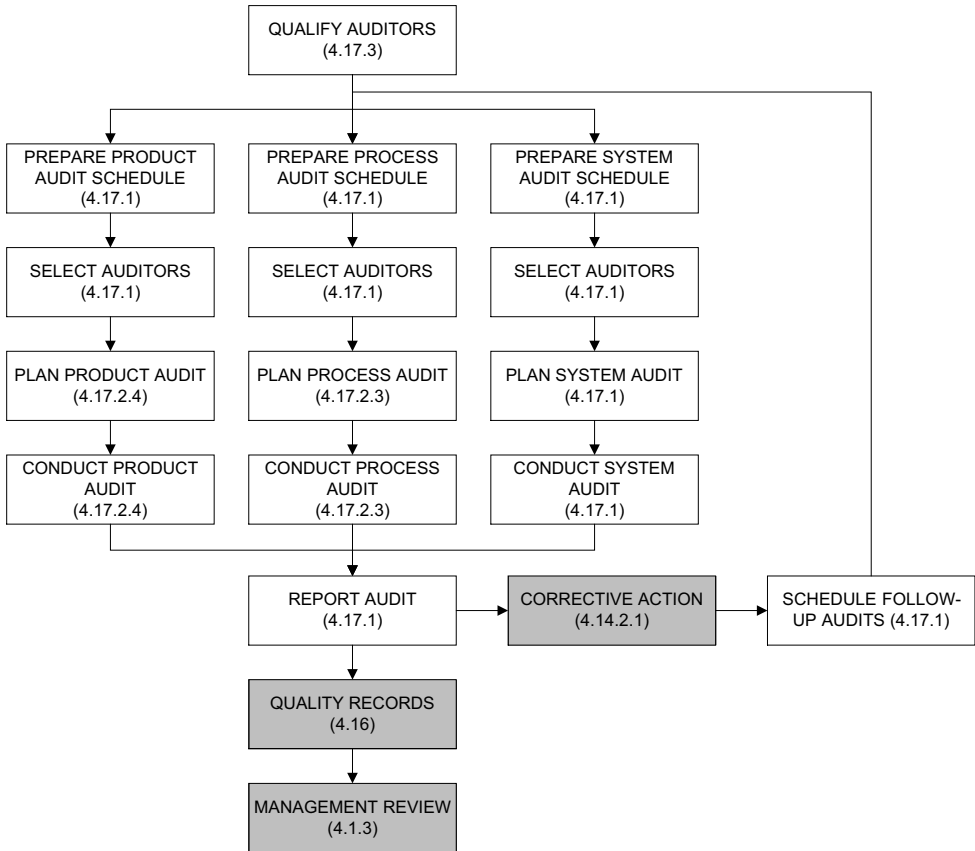 QUALIFY AUDITORS
(4.17.3)
PREPARE PRODUCT
AUDIT SCHEDULE
(4.17.1)
PREPARE PROCESS
AUDIT SCHEDULE
(4.17.1)
PREPARE SYSTEM
AUDIT SCHEDULE
(4.17.1)
SELECT AUDITORS
(4.17.1)
SELECT AUDITORS
(4.17.1)
SELECT AUDITORS
(4.17.1)
PLAN PRODUCT AUDIT
(4.17.2.4)
PLAN PROCESS AUDIT
(4.17.2.3)
PLAN SYSTEM AUDIT
(4.17.1)
CONDUCT PRODUCT
AUDIT
(4.17.2.4)
CONDUCT PROCESS
AUDIT
(4.17.2.3)
CONDUCT SYSTEM
AUDIT
(4.17.1)
REPORT AUDIT
(4.17.1)
CORRECTIVE ACTION
(4.14.2.1)
SCHEDULE FOLLOW-
UP AUDITS (4.17.1)
QUALITY RECORDS
(4.16)
MANAGEMENT REVIEW
(4.1.3)